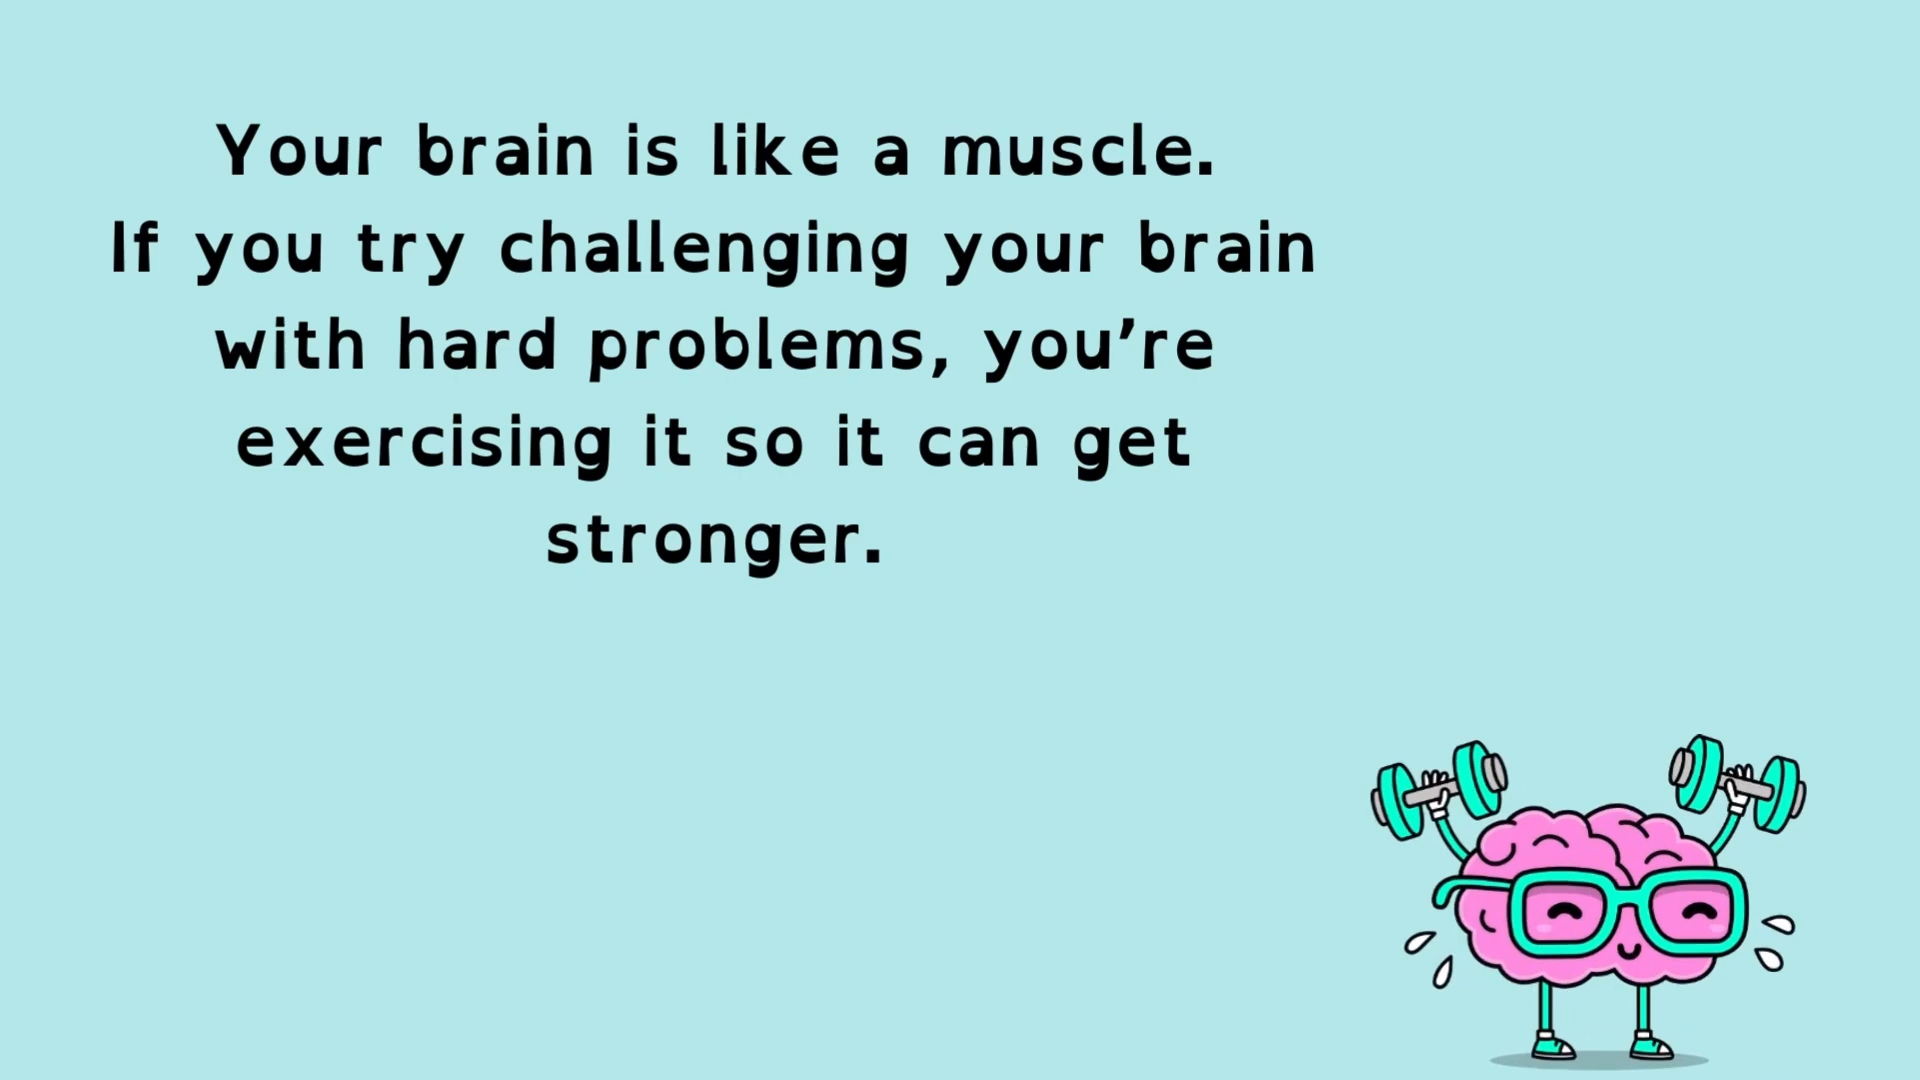 Your brain is like a muscle.
If you try challenging your brain
with hard problems, you’re
exercising it so it can get
stronger.